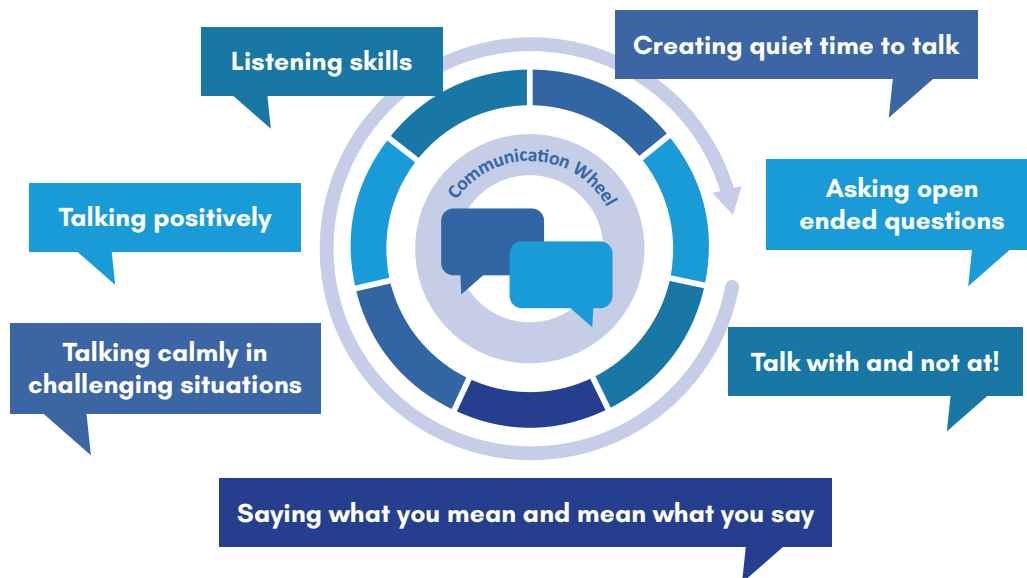 Creating quiet time to talk
Listening skills
Communication Wheel
Asking open
ended questions
Talking positively
Talking calmly in
challenging situations
Talk with and not at!
Saying what you mean and mean what you say